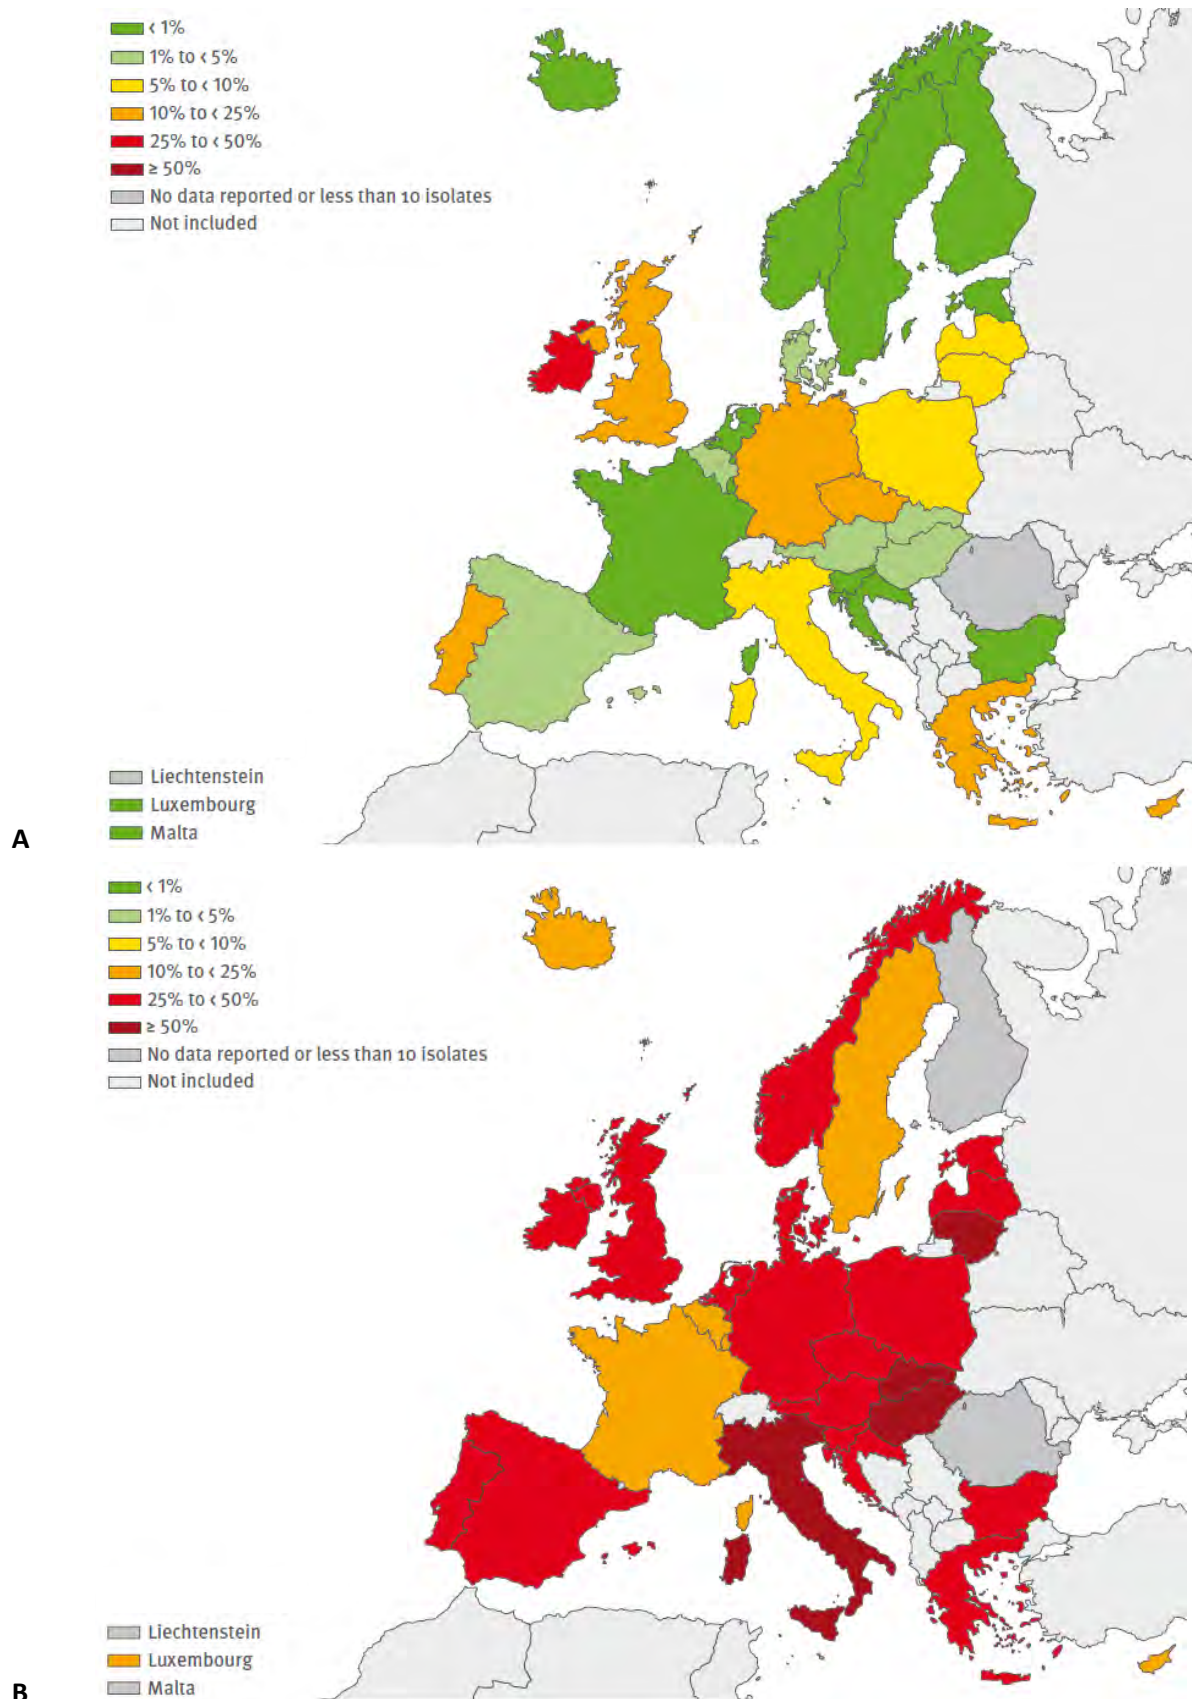 < 1%
1% to < 5%
5% to < 10%
10% to < 25%
25% to < 50%
≥ 50%
No data reported or less than 10 isolates
Not included
Liechtenstein
Luxembourg
Malta
A
< 1%
1% to < 5%
5% to < 10%
10% to < 25%
25% to < 50%
≥ 50%
No data reported or less than 10 isolates
Not included
Liechtenstein
Luxembourg
Malta
B